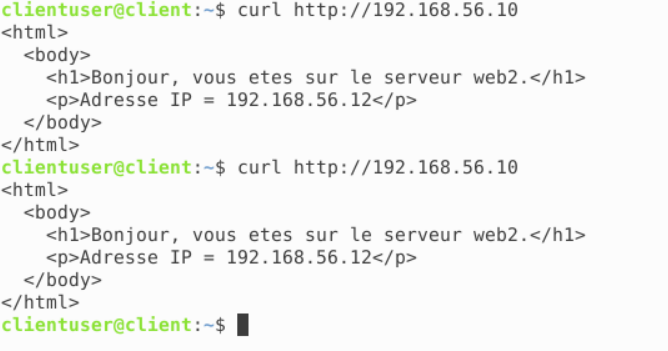 clientuser@client:~$ curl http://192.168.56.10
<html>
  <body>
    <h1>Bonjour, vous etes sur le serveur web2.</h1>
    <p>Adresse IP = 192.168.56.12</p>
  </body>
</html>
clientuser@client:~$ curl http://192.168.56.10
<html>
  <body>
    <h1>Bonjour, vous etes sur le serveur web2.</h1>
    <p>Adresse IP = 192.168.56.12</p>
  </body>
</html>
clientuser@client:~$